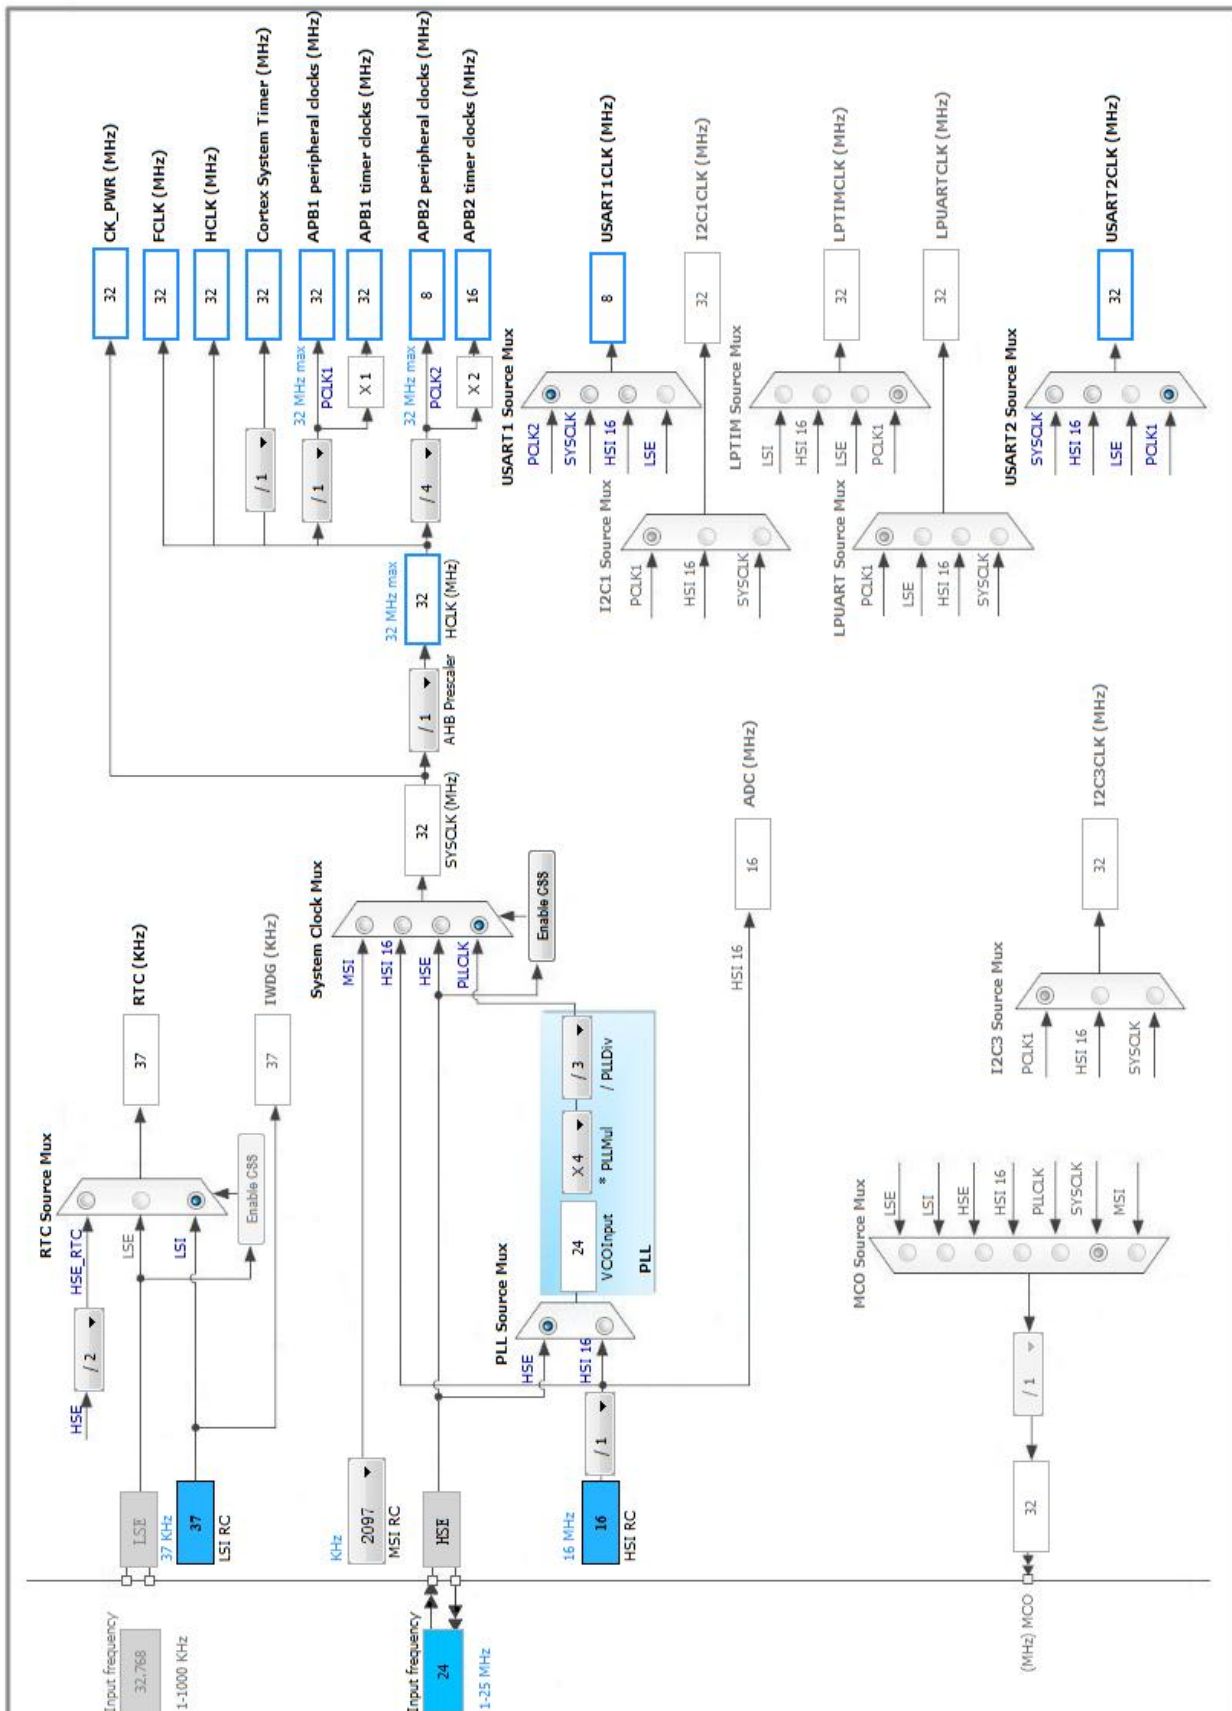 Input frequency
32.768
1-1000 KHz
LSE
37 KHz
37
LSI RC
HSE
/ 2
HSE_RTC
LSE
LSI
RTC Source Mux
Enable CSS
37
RTC (KHz)
37
IWDG (KHz)
KHz
2097
MSI RC
Input frequency
24
1-25 MHz
HSE
16 MHz
16
HSI RC
/ 1
HSE
HSI 16
PLL Source Mux
24
VCOInput
X 4
* PLLMul
/ 3
/ PLLDiv
PLL
System Clock Mux
MSI
HSI 16
HSE
PLLCLK
Enable CSS
32
SYSCLK (MHz)
/ 1
AHB Prescaler
32 MHz max
32
HCLK (MHz)
HSI 16
16
ADC (MHz)
32
CK_PWR (MHz)
32
FCLK (MHz)
32
HCLK (MHz)
/ 1
32
Cortex System Timer (MHz)
/ 1
32 MHz max
PCLK1
32
APB1 peripheral clocks (MHz)
X 1
32
APB1 timer clocks (MHz)
/ 4
32 MHz max
PCLK2
8
APB2 peripheral clocks (MHz)
X 2
16
APB2 timer clocks (MHz)
USART1 Source Mux
PCLK2
SYSCLK
HSI 16
LSE
8
USART1CLK (MHz)
I2C1 Source Mux
PCLK1
HSI 16
SYSCLK
32
I2C1CLK (MHz)
LPTIM Source Mux
LSI
HSI 16
LSE
PCLK1
32
LPTIMCLK (MHz)
LPUART Source Mux
PCLK1
LSE
HSI 16
SYSCLK
32
LPUARTCLK (MHz)
USART2 Source Mux
SYSCLK
HSI 16
LSE
PCLK1
32
USART2CLK (MHz)
I2C3 Source Mux
PCLK1
HSI 16
SYSCLK
32
I2C3CLK (MHz)
MCO Source Mux
LSE
LSI
HSE
HSI 16
PLLCLK
SYSCLK
MSI
/ 1
32
(MHz) MCO